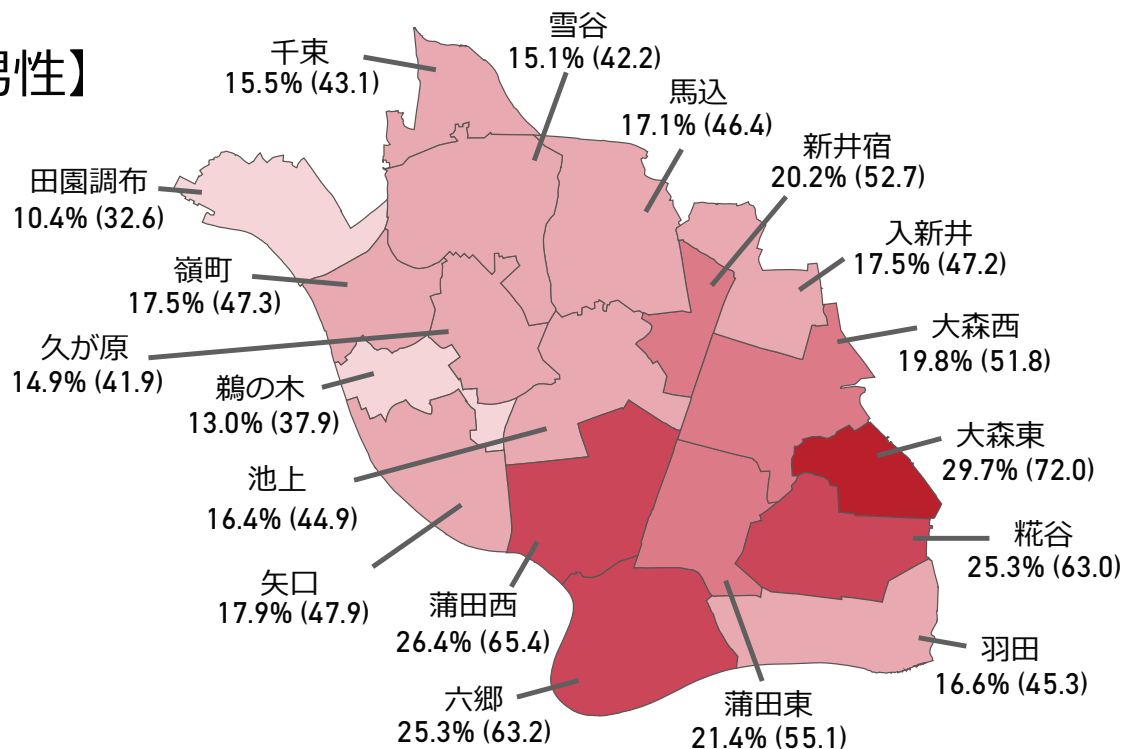 男性】
千束
15.5% (43.1)
雪谷
15.1% (42.2)
馬込
17.1% (46.4)
新井宿
20.2% (52.7)
田園調布
10.4% (32.6)
入新井
17.5% (47.2)
嶺町
17.5% (47.3)
大森西
19.8% (51.8)
久が原
14.9% (41.9)
鵜の木
13.0% (37.9)
大森東
29.7% (72.0)
池上
16.4% (44.9)
糀谷
25.3% (63.0)
矢口
17.9% (47.9)
蒲田西
26.4% (65.4)
羽田
16.6% (45.3)
六郷
25.3% (63.2)
蒲田東
21.4% (55.1)